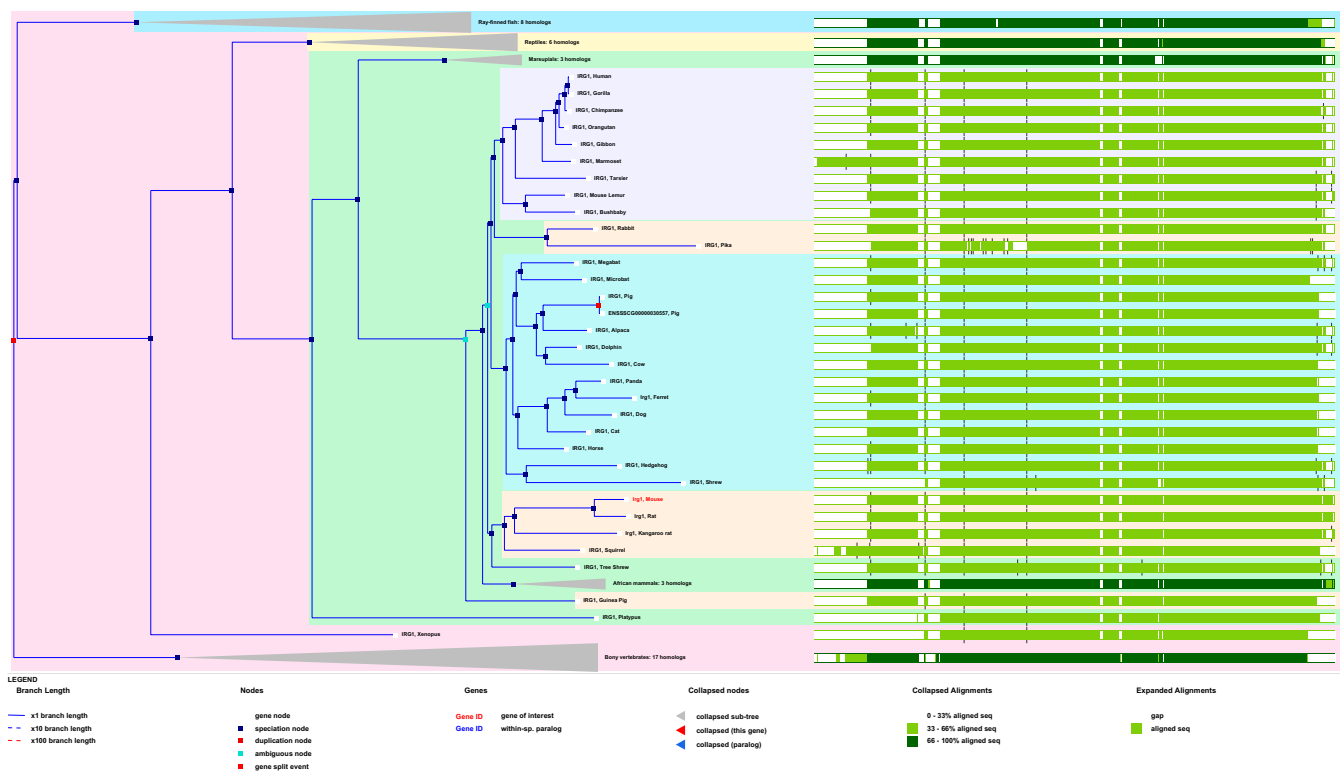 Ray-finned fish: 8 homologs
Reptiles: 6 homologs
Marsupials: 3 homologs
IRG1, Human
IRG1, Gorilla
IRG1, Chimpanzee
IRG1, Orangutan
IRG1, Gibbon
IRG1, Marmoset
IRG1, Tarsier
IRG1, Mouse Lemur
IRG1, Bushbaby
IRG1, Rabbit
IRG1, Pika
IRG1, Megabat
IRG1, Microbat
IRG1, Pig
ENSSSCG00000030557, Pig
IRG1, Alpaca
IRG1, Dolphin
IRG1, Cow
IRG1, Panda
Irg1, Ferret
IRG1, Dog
IRG1, Cat
IRG1, Horse
IRG1, Hedgehog
IRG1, Shrew
Irg1, Mouse
Irg1, Rat
Irg1, Kangaroo rat
IRG1, Squirrel
IRG1, Tree Shrew
African mammals: 3 homologs
IRG1, Guinea Pig
IRG1, Platypus
IRG1, Xenopus
Bony vertebrates: 17 homologs
LEGEND
Branch Length Nodes Genes Collapsed nodes Collapsed Alignments Expanded Alignments
x1 branch length gene node Gene ID gene of interest collapsed sub-tree 0 - 33% aligned seq gap
x10 branch length speciation node Gene ID within-sp. paralog collapsed (this gene) 33 - 66% aligned seq aligned seq
x100 branch length duplication node collapsed (paralog) 66 - 100% aligned seq
ambiguous node
gene split event